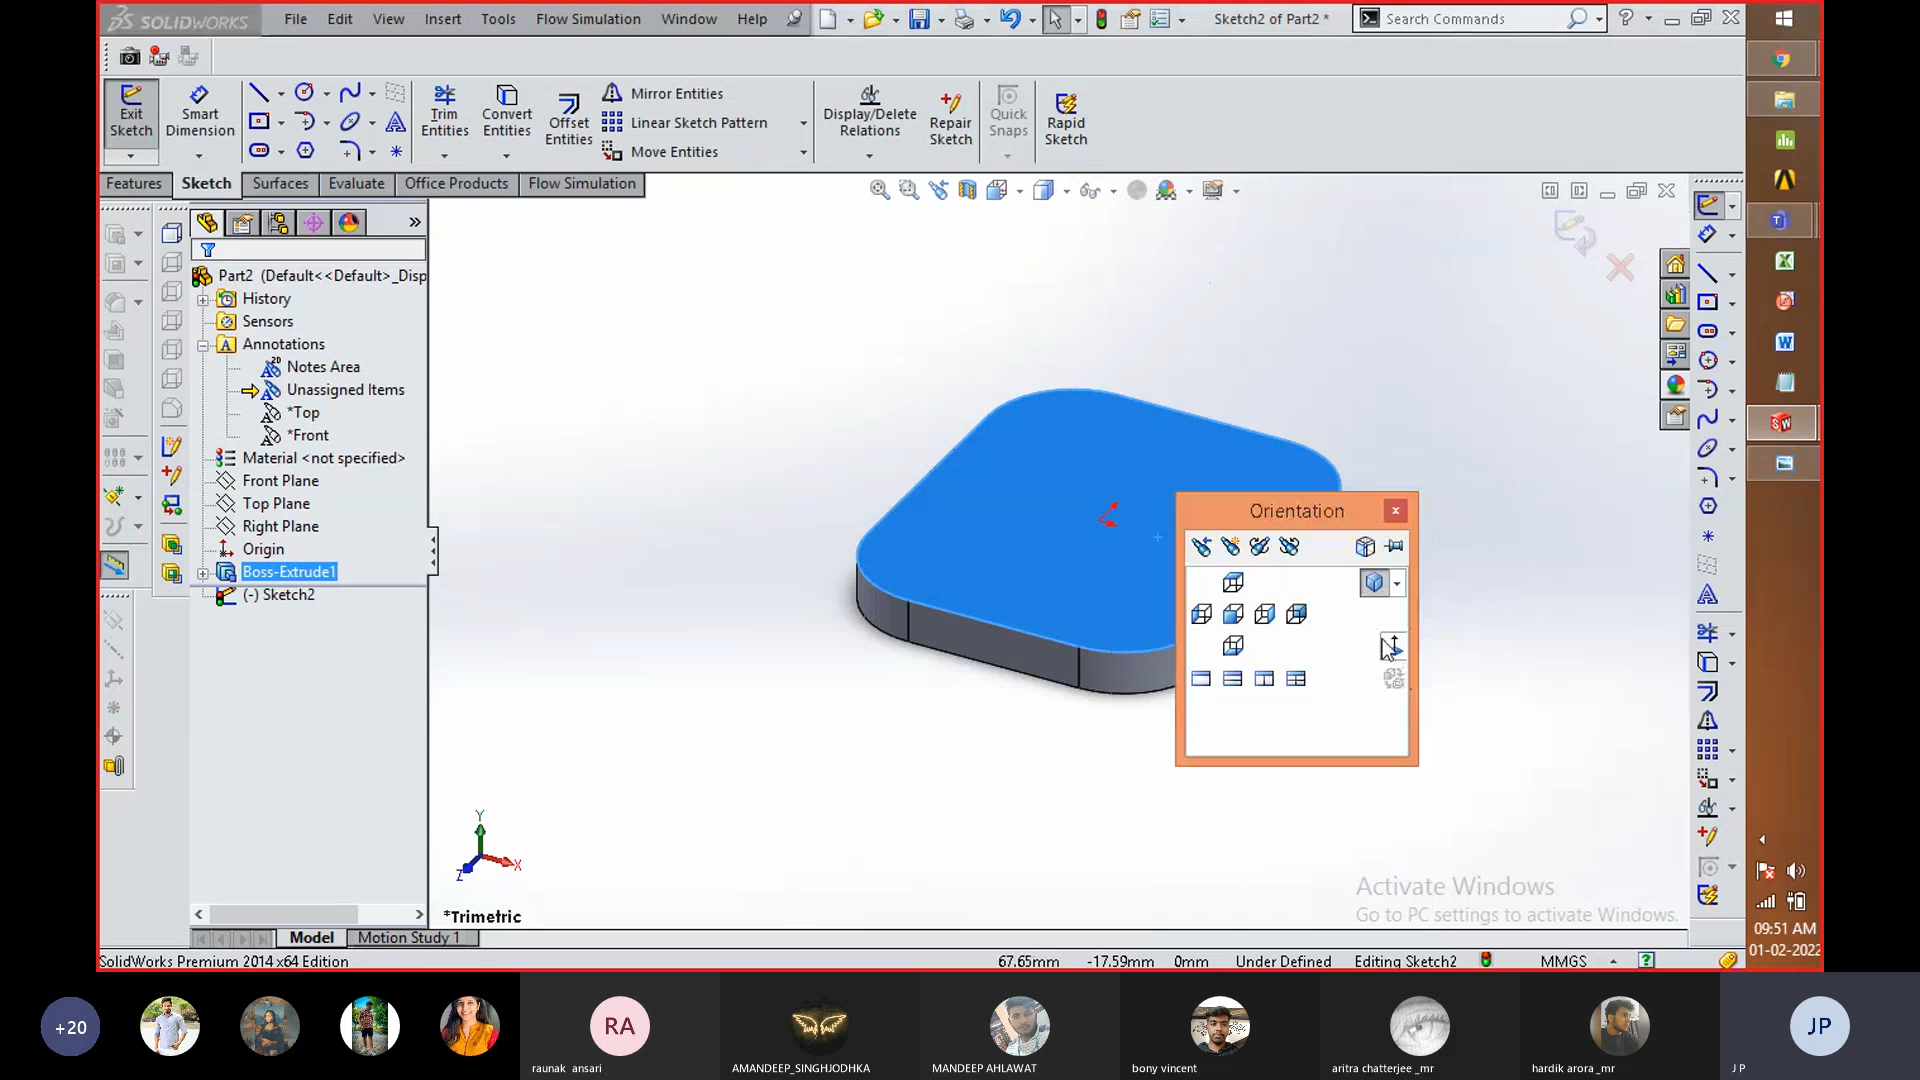 SOLIDWORKS
File Edit View Insert Tools Flow Simulation Window Help
Sketch2 of Part2 *
Search Commands
Exit Sketch
Smart Dimension
Trim Entities
Convert Entities
Offset Entities
Mirror Entities
Linear Sketch Pattern
Move Entities
Display/Delete Relations
Repair Sketch
Quick Snaps
Rapid Sketch
Features Sketch Surfaces Evaluate Office Products Flow Simulation
Part2 (Default<<Default>_Disp
History
Sensors
Annotations
Notes Area
Unassigned Items
*Top
*Front
Material <not specified>
Front Plane
Top Plane
Right Plane
Origin
Boss-Extrude1
(-) Sketch2
Orientation
Y
X
Z
*Trimetric
Activate Windows
Go to PC settings to activate Windows.
Model Motion Study 1
SolidWorks Premium 2014 x64 Edition
67.65mm -17.59mm 0mm Under Defined Editing Sketch2 MMGS
09:51 AM
01-02-2022
+20
RA
JP
raunak ansari
AMANDEEP_SINGHJODHKA
MANDEEP AHLAWAT
bony vincent
aritra chatterjee _mr
hardik arora _mr
J P